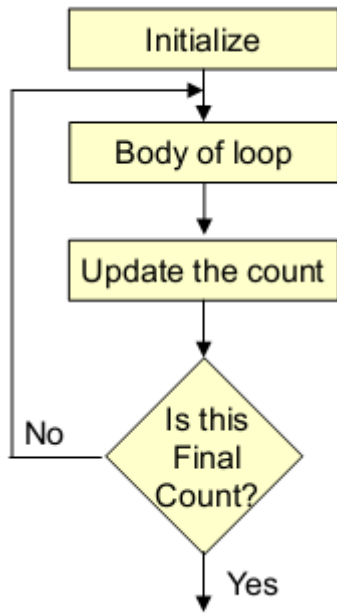 Initialize
Body of loop
Update the count
Is this
Final
Count?
No
Yes